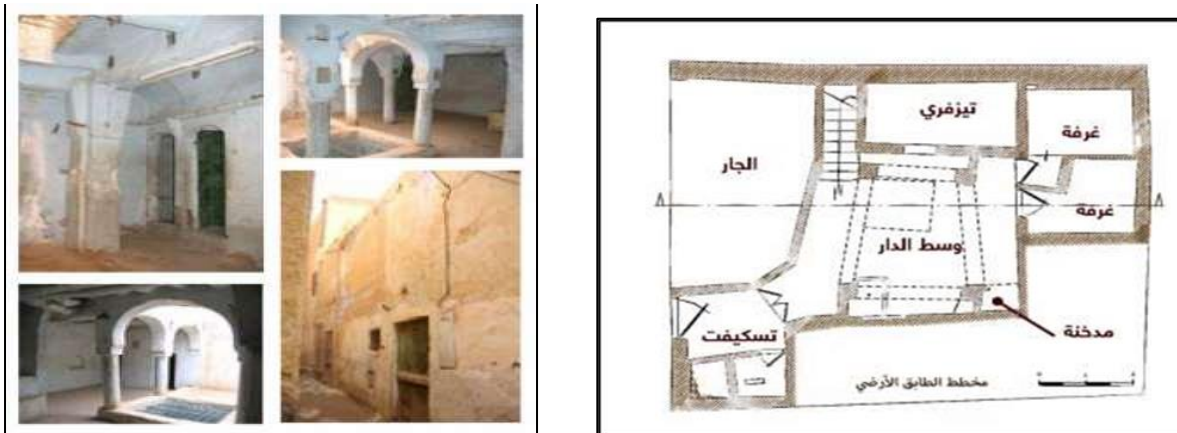 تيزفري
غرفة
الجار
غرفة
وسط الدار
تسكيفت
مدخنة
مخطط الطابق الأرضي